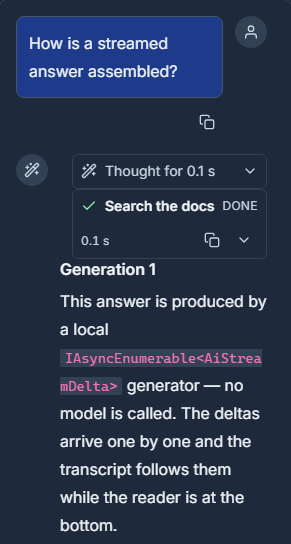 How is a streamed
answer assembled?
Thought for 0.1 s
Search the docs DONE
0.1 s
Generation 1
This answer is produced by
a local
IAsyncEnumerable<AiStrea
mDelta> generator — no
model is called. The deltas
arrive one by one and the
transcript follows them
while the reader is at the
bottom.